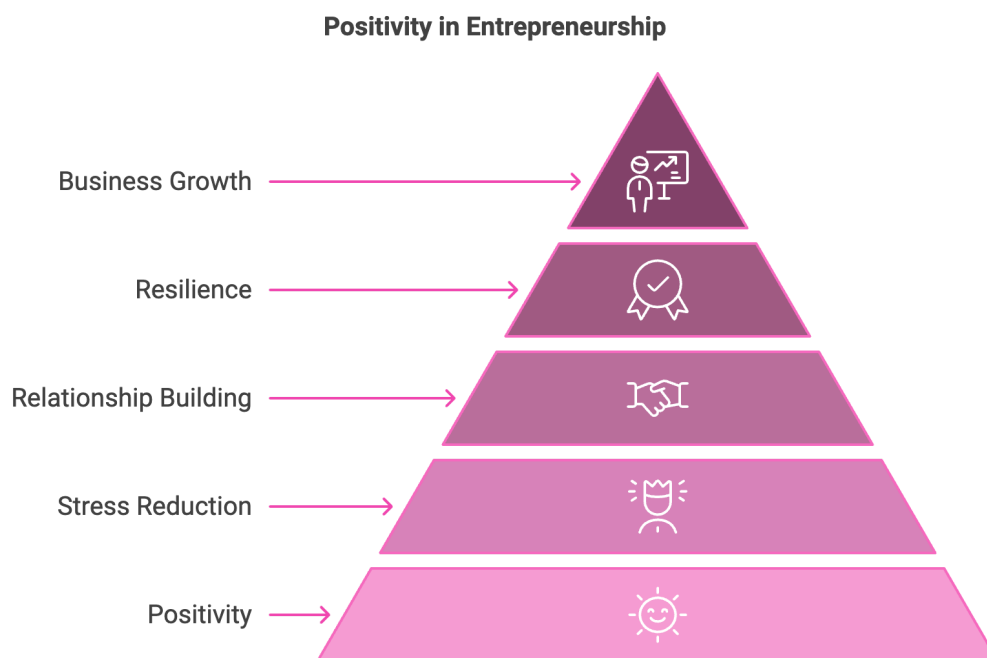 Positivity in Entrepreneurship
Business Growth
Resilience
Relationship Building
Stress Reduction
Positivity